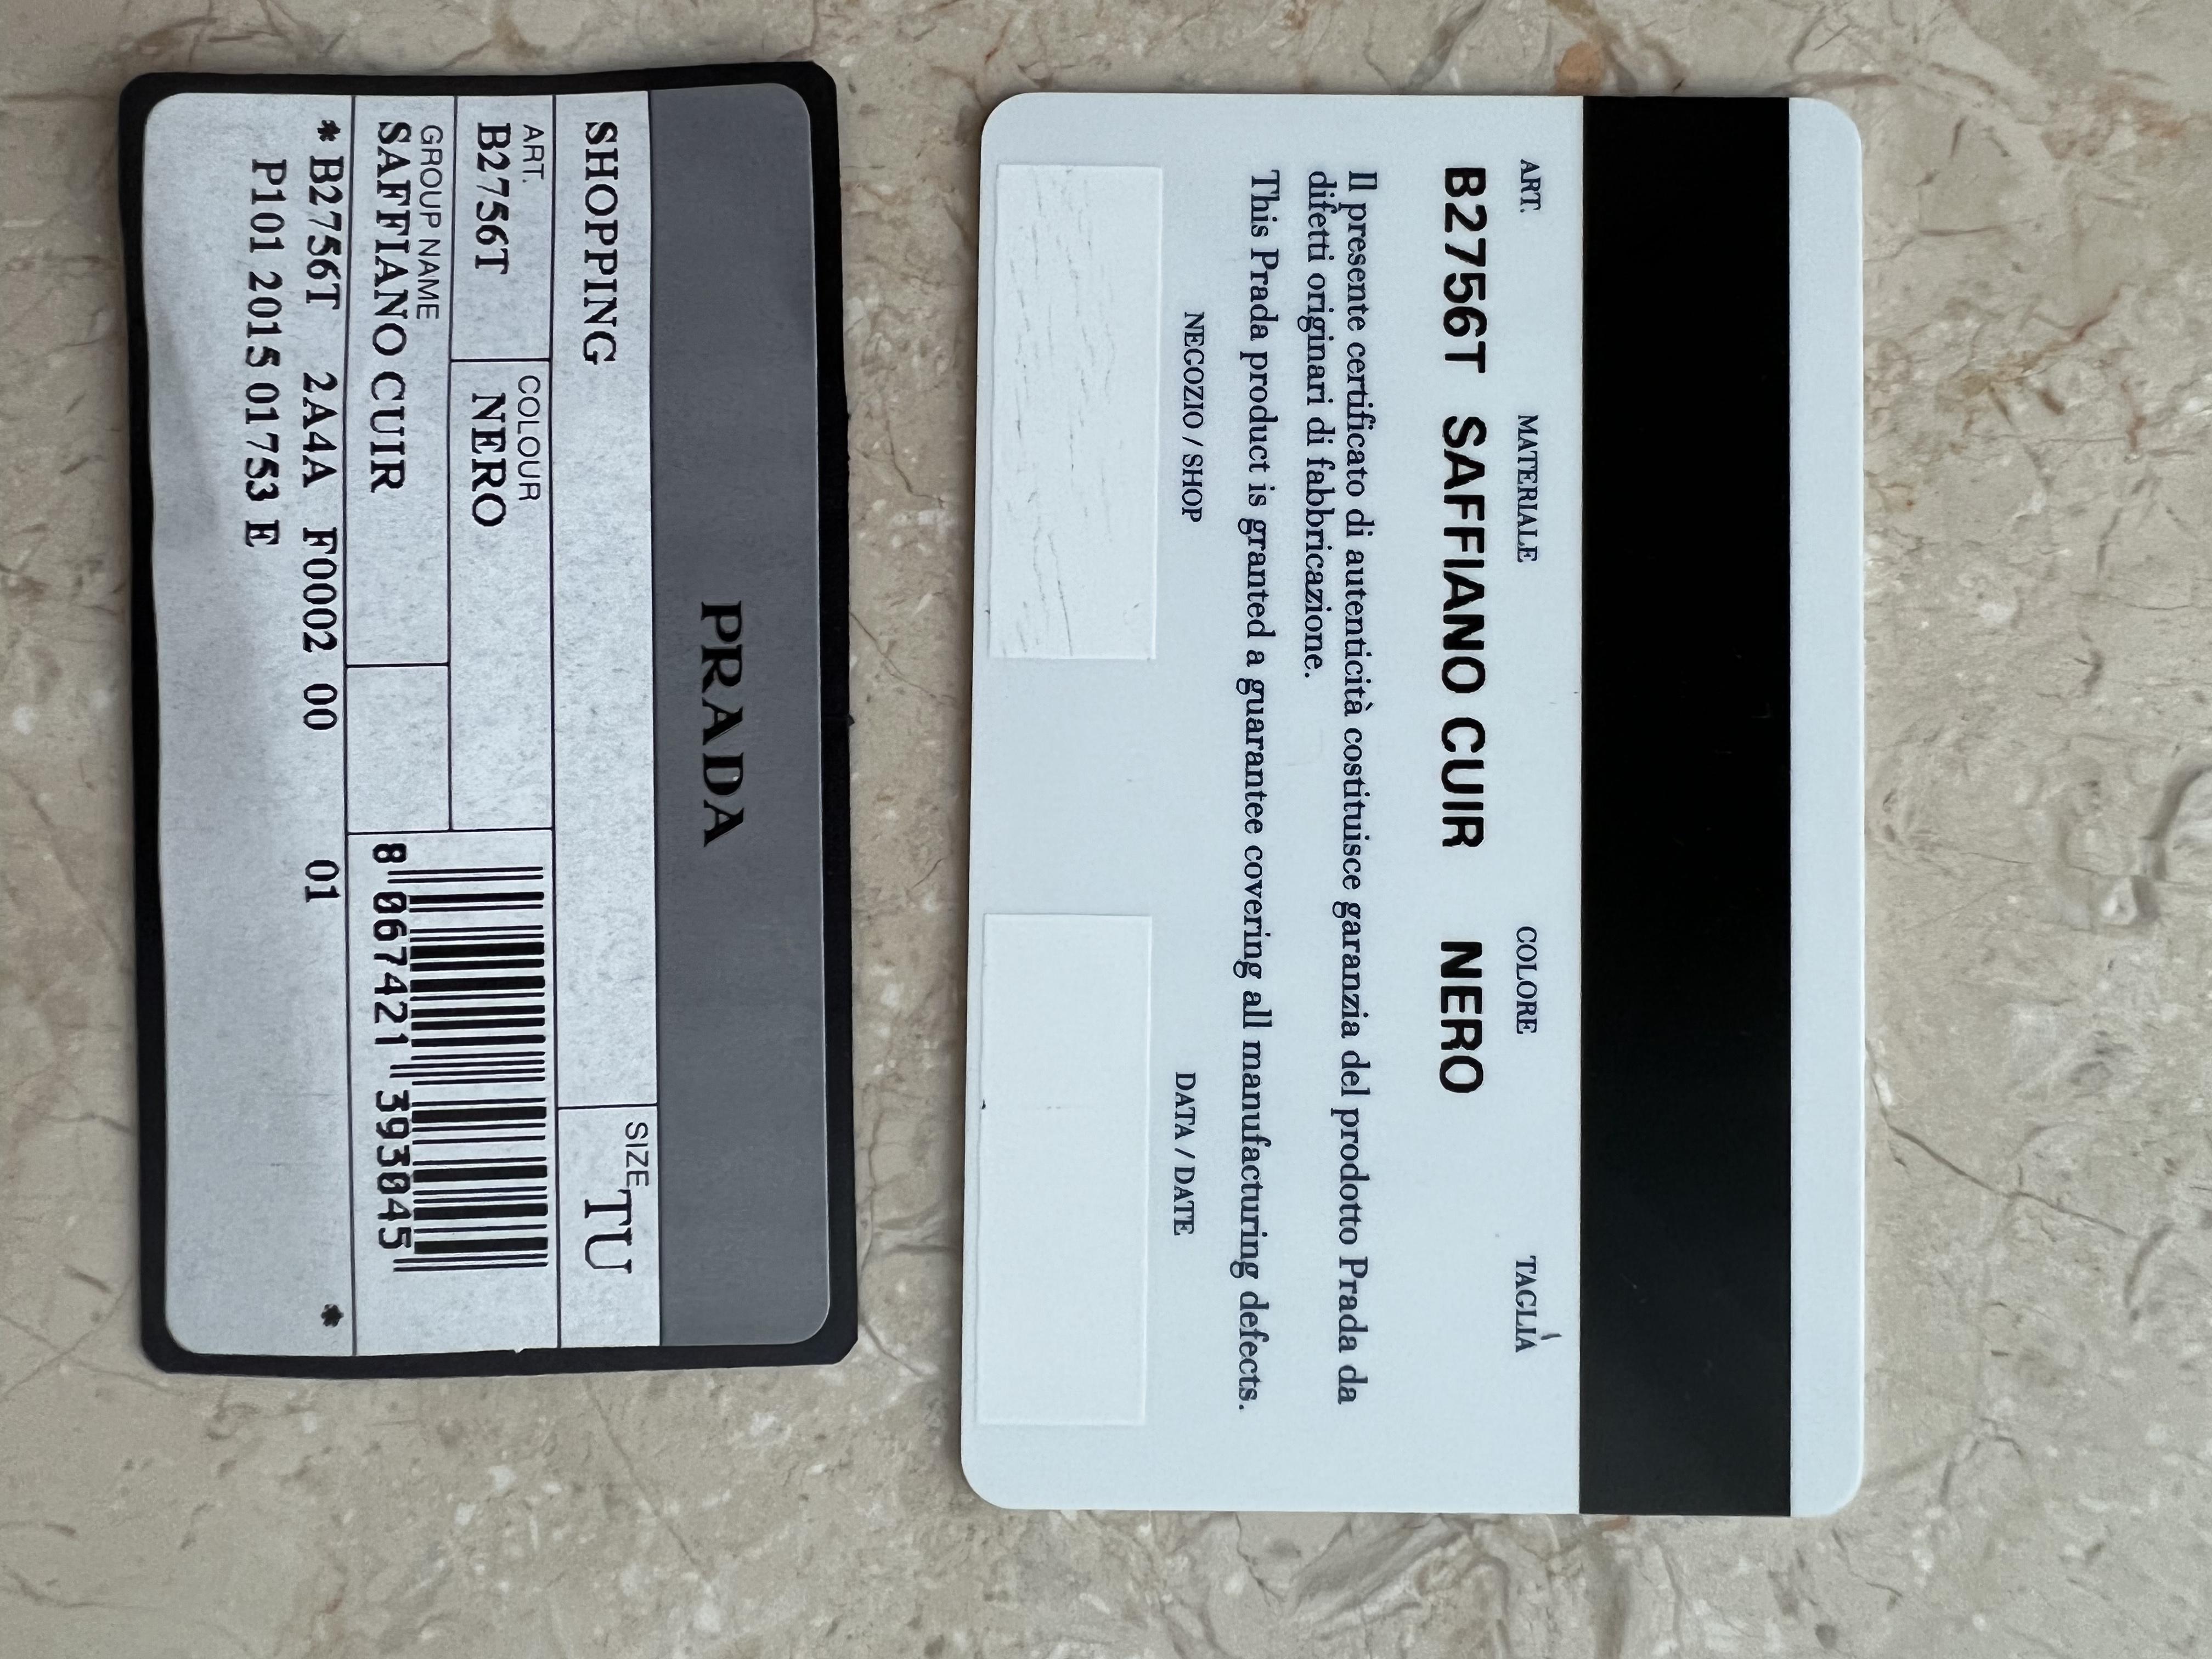 PRADA
SHOPPING
SIZE
TU
ART.
B2756T
COLOUR
NERO
GROUP NAME
SAFFIANO CUIR
8 067421 393045
*B2756T 2A4A F0002 00 01 *
P101 2015 01753 E
ART. MATERIALE COLORE TAGLIA
B2756T SAFFIANO CUIR NERO
Il presente certificato di autenticità costituisce garanzia del prodotto Prada da
difetti originari di fabbricazione.
This Prada product is granted a guarantee covering all manufacturing defects.
NEGOZIO / SHOP DATA / DATE